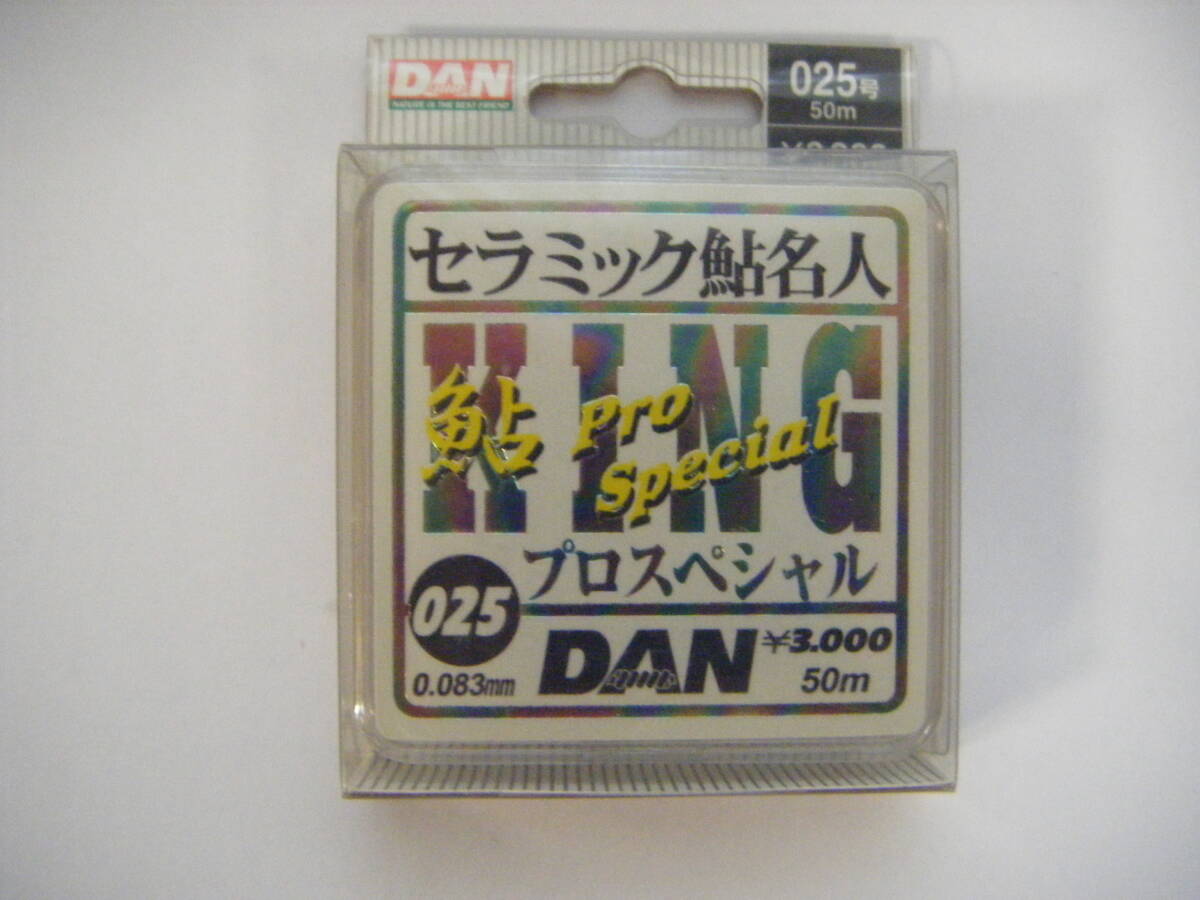 DAN
NATURE IS THE BEST FRIEND
025号
50m
セラミック鮎名人
KING
鮎 Pro
Special
プロスペシャル
025
0.083mm
DAN
¥3.000
50m